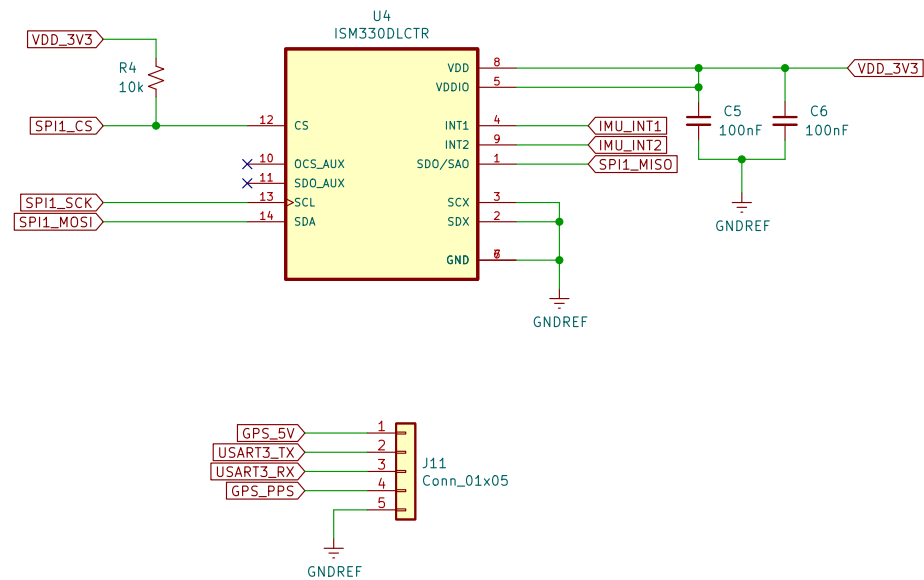 U4
ISM330DLCTR
VDD_3V3
R4
10k
SPI1_CS
12 CS
10 OCS_AUX
11 SDO_AUX
SPI1_SCK
13 SCL
SPI1_MOSI
14 SDA
VDD 8
VDDIO 5
INT1 4
IMU_INT1
INT2 9
IMU_INT2
SDO/SAO 1
SPI1_MISO
SCX 3
SDX 2
GND
GNDREF
VDD_3V3
C5
100nF
C6
100nF
GNDREF
GPS_5V
1
USART3_TX
2
USART3_RX
3
GPS_PPS
4
5
J11
Conn_01x05
GNDREF